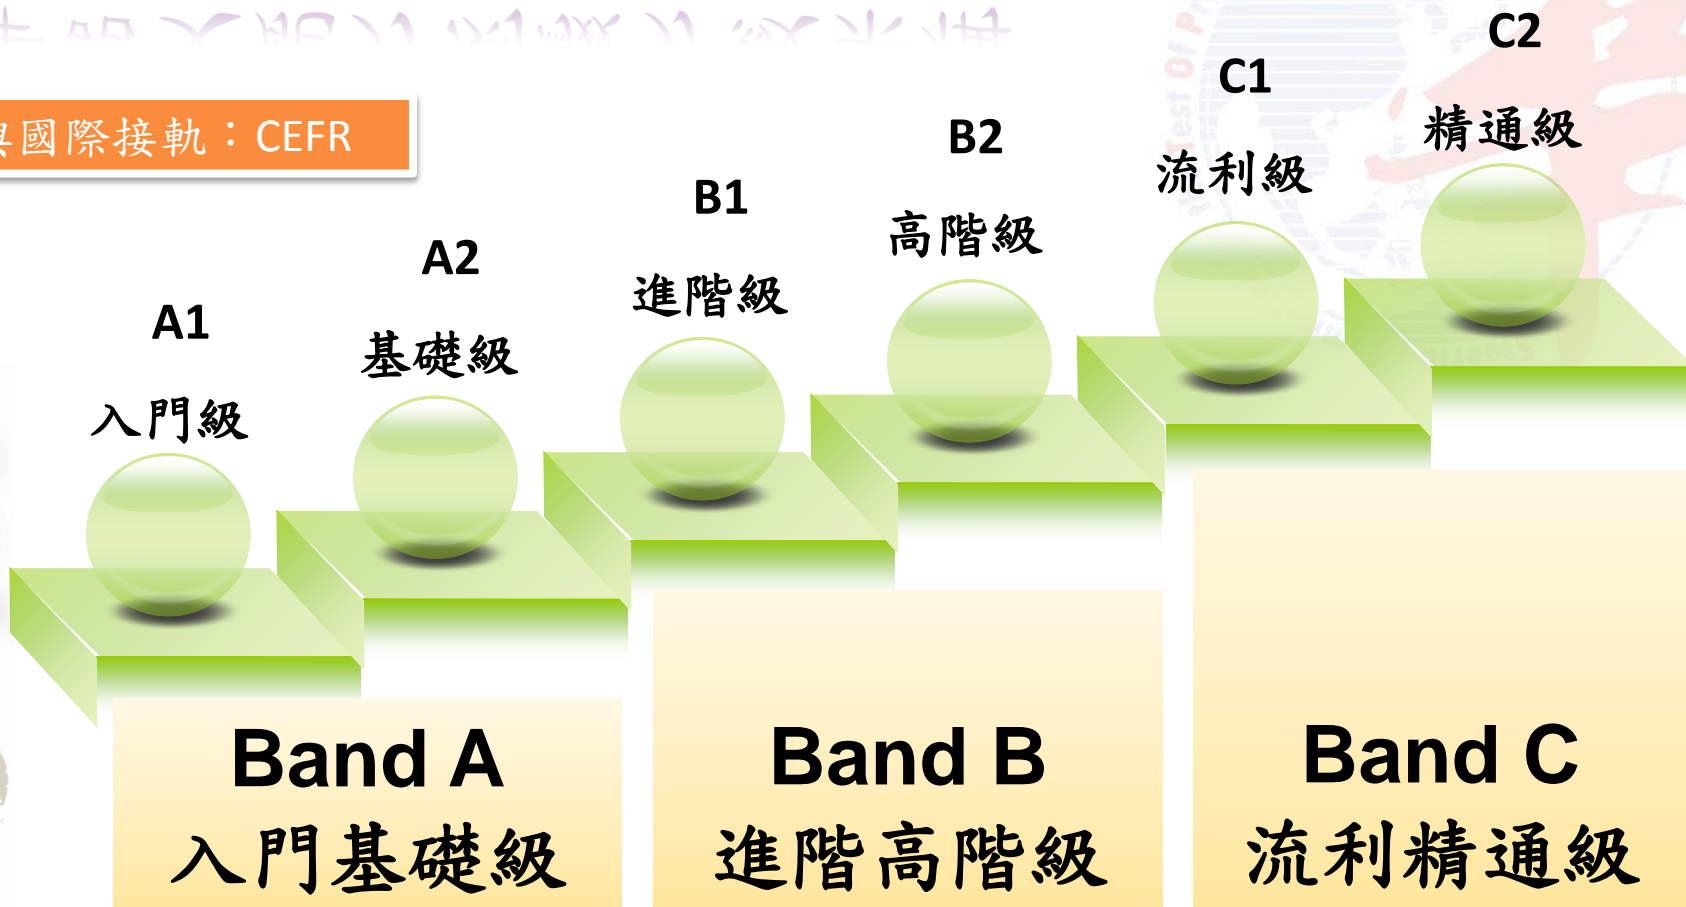 國際接軌：CEFR
A1
入門級
A2
基礎級
B1
進階級
B2
高階級
C1
流利級
C2
精通級
Band A
入門基礎級
Band B
進階高階級
Band C
流利精通級